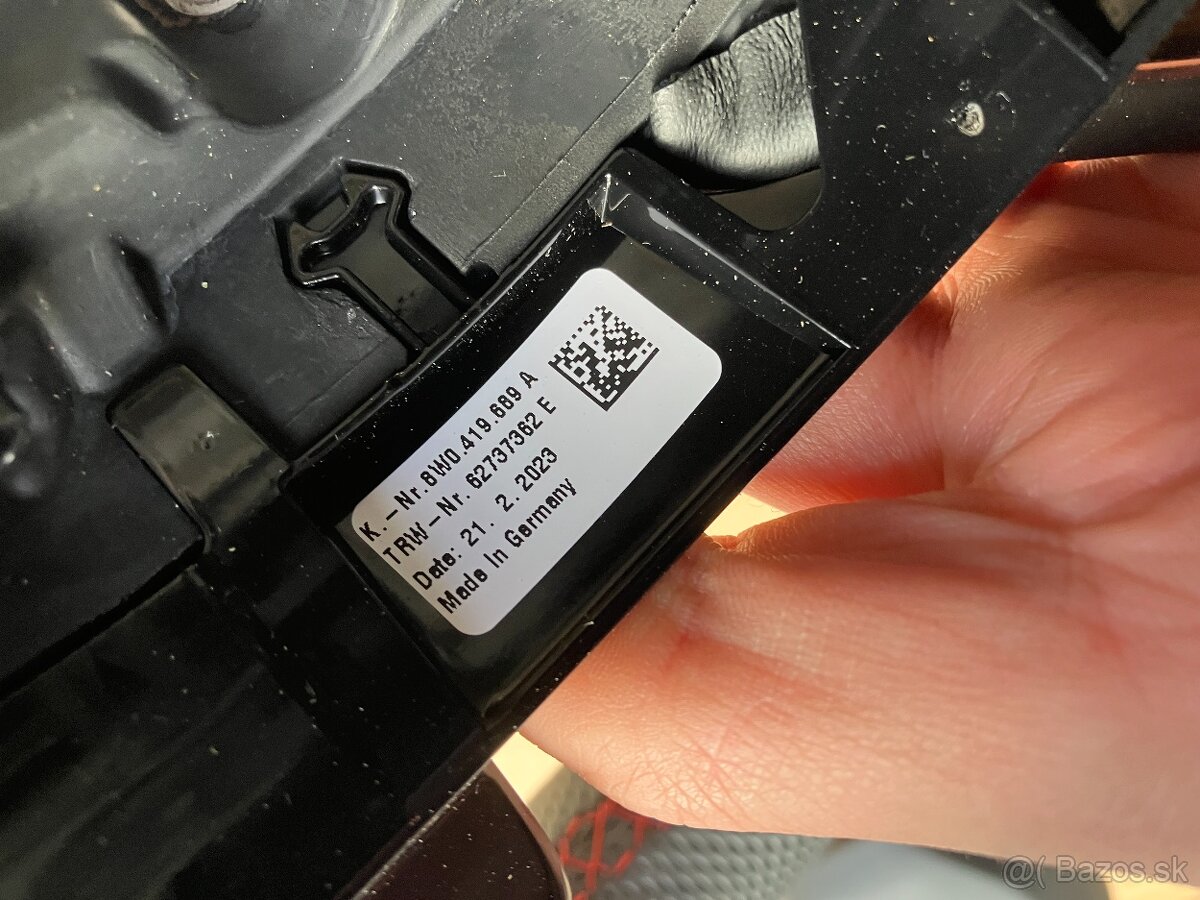 K.-Nr.8W0.419.689 A
TRW-Nr. 62737362 E
Date: 21. 2. 2023
Made In Germany
@( Bazos.sk